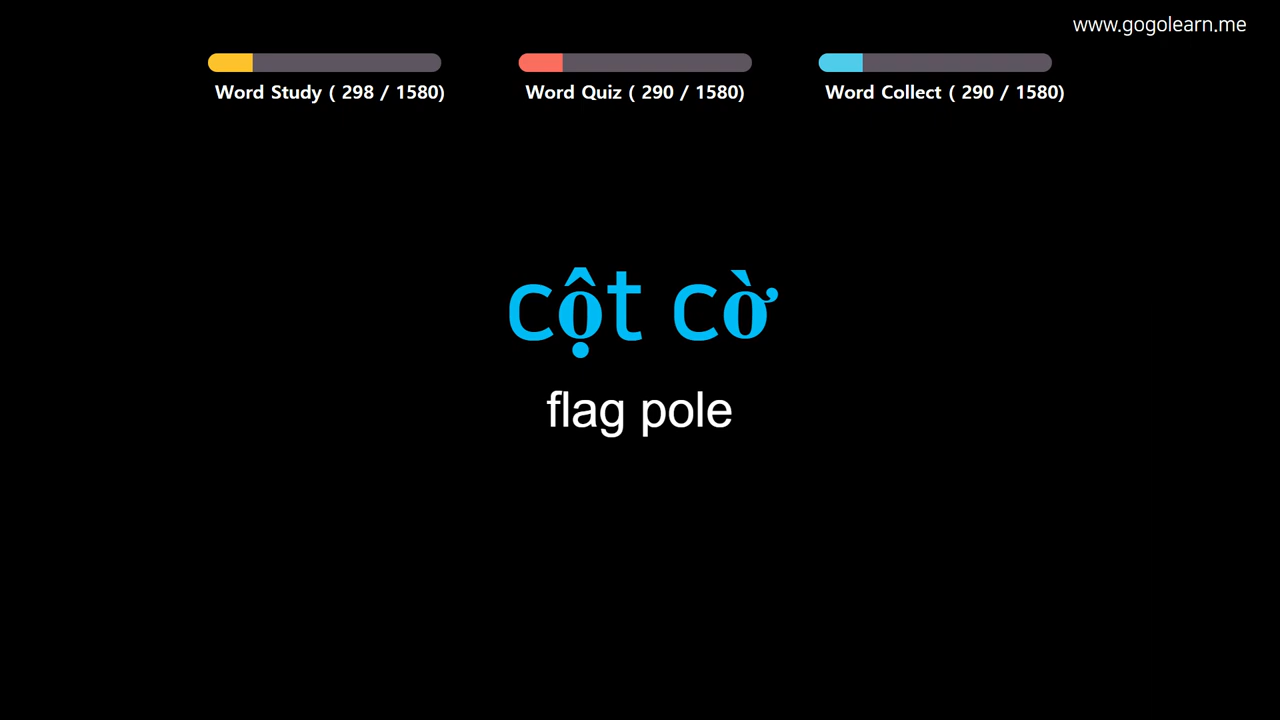 www.gogolearn.me
Word Study ( 298 / 1580)
Word Quiz ( 290 / 1580)
Word Collect ( 290 / 1580)
cột cờ
flag pole